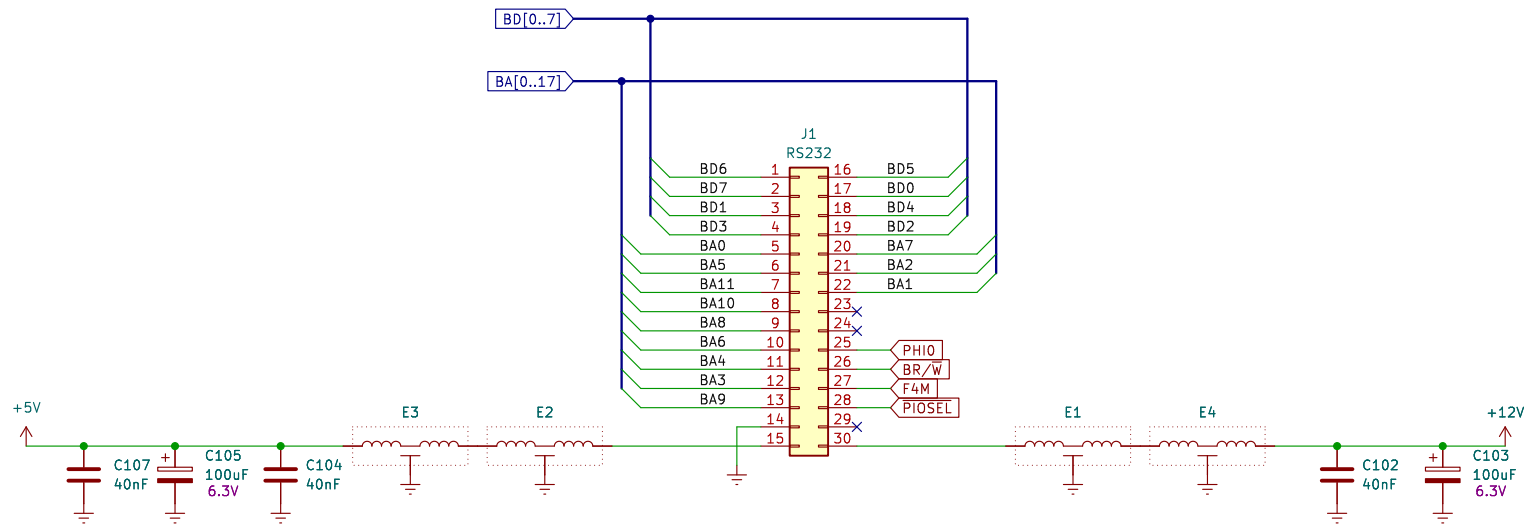 BD[0..7]
BA[0..17]
J1
RS232
BD6 1 16 BD5
BD7 2 17 BD0
BD1 3 18 BD4
BD3 4 19 BD2
BA0 5 20 BA7
BA5 6 21 BA2
BA11 7 22 BA1
BA10 8 23
BA8 9 24
BA6 10 25 PHI0
BA4 11 26 BR/W
BA3 12 27 F4M
BA9 13 28 PIOSEL
14 29
15 30
+5V
E3
E2
E1
E4
+12V
C107
40nF
+
C105
100uF
6.3V
C104
40nF
C102
40nF
+
C103
100uF
6.3V